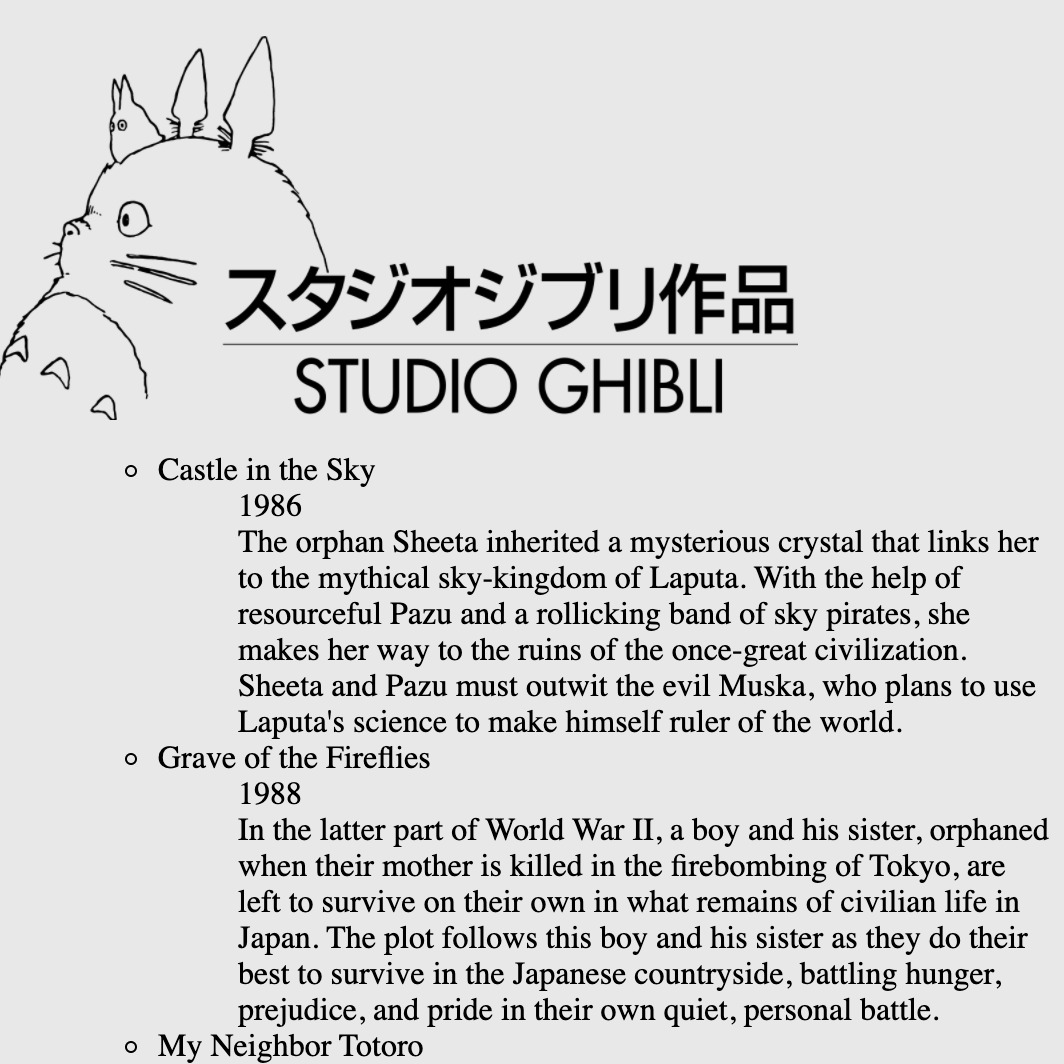 スタジオジブリ作品
STUDIO GHIBLI
Castle in the Sky
1986
The orphan Sheeta inherited a mysterious crystal that links her
to the mythical sky-kingdom of Laputa. With the help of
resourceful Pazu and a rollicking band of sky pirates, she
makes her way to the ruins of the once-great civilization.
Sheeta and Pazu must outwit the evil Muska, who plans to use
Laputa's science to make himself ruler of the world.
Grave of the Fireflies
1988
In the latter part of World War II, a boy and his sister, orphaned
when their mother is killed in the firebombing of Tokyo, are
left to survive on their own in what remains of civilian life in
Japan. The plot follows this boy and his sister as they do their
best to survive in the Japanese countryside, battling hunger,
prejudice, and pride in their own quiet, personal battle.
My Neighbor Totoro